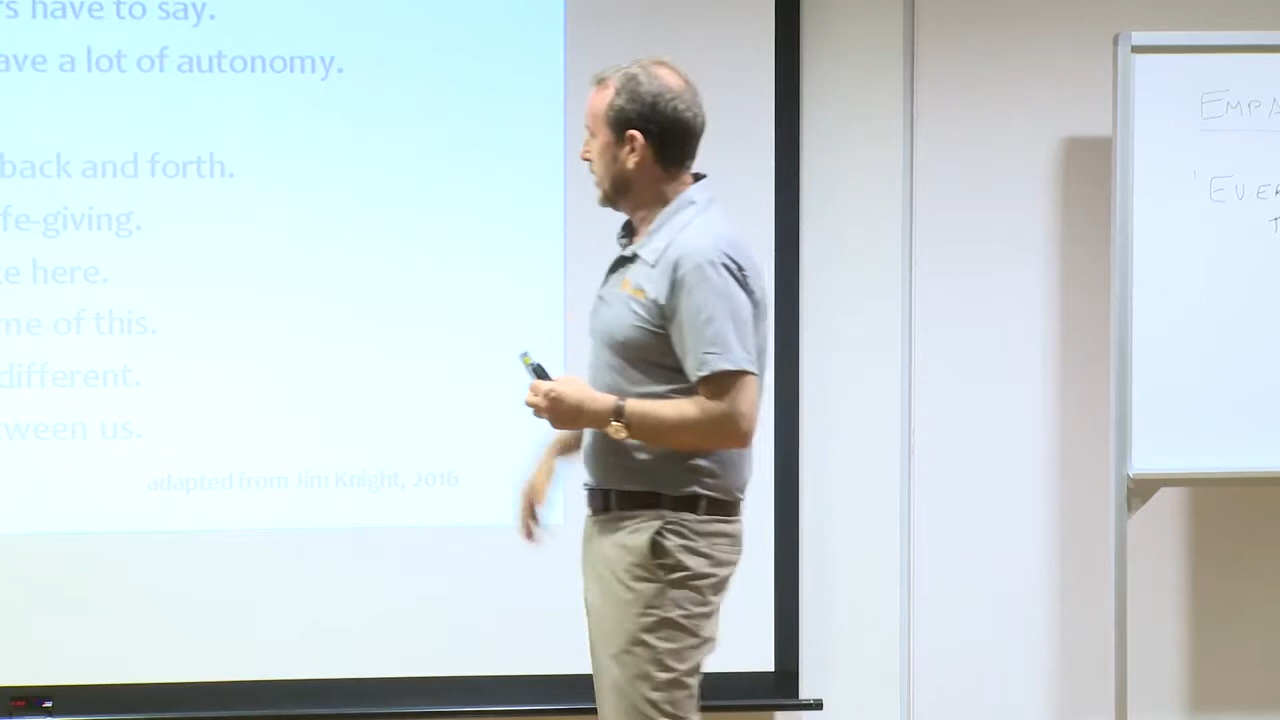 rs have to say.
ave a lot of autonomy.
back and forth.
fe-giving.
e here.
me of this.
different.
ween us.
adapted from Jim Knight, 2016
EMPA
'EVER
T